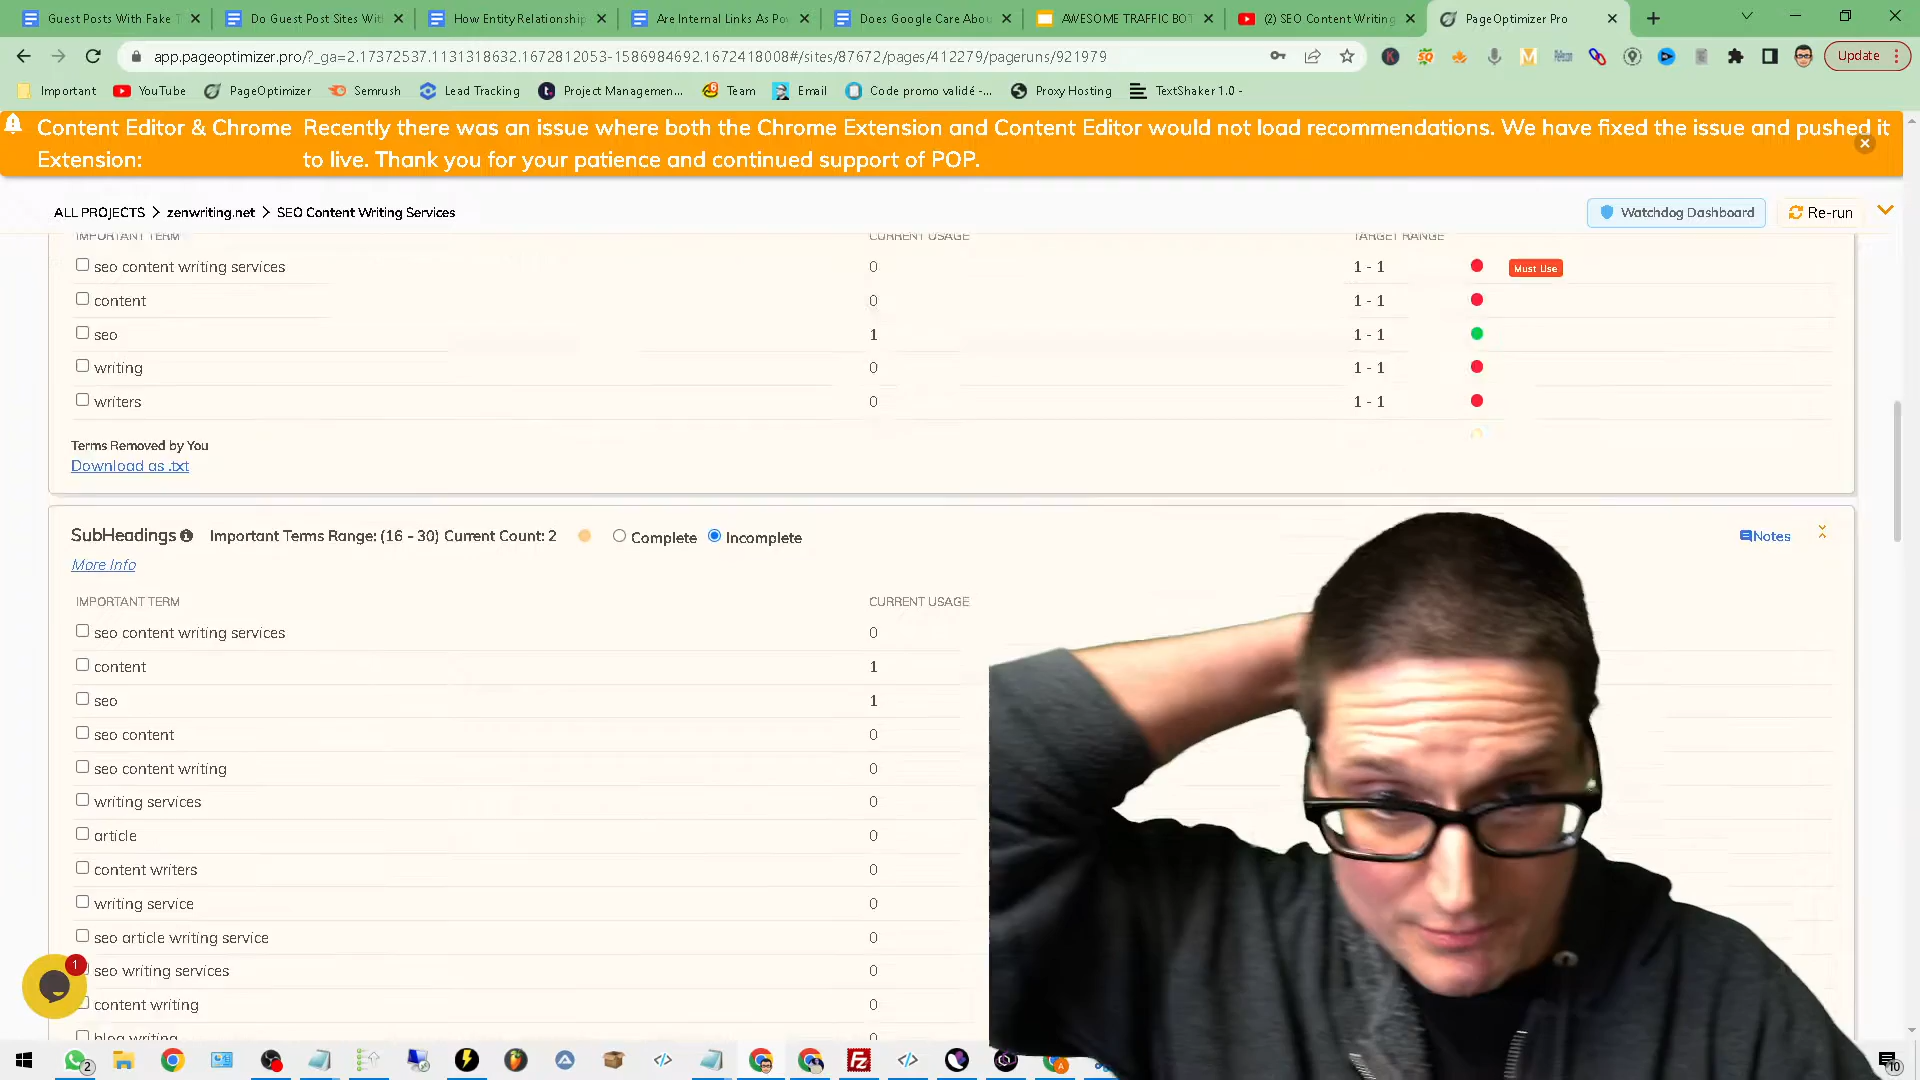 Guest Posts With Fake T
Do Guest Post Sites Wit
How Entity Relationship
Are Internal Links As Po
Does Google Care Abou
AWESOME TRAFFIC BOT
(2) SEO Content Writing
PageOptimizer Pro
app.pageoptimizer.pro/?_ga=2.17372537.1131318632.1672812053-1586984692.1672418008#/sites/87672/pages/412279/pageruns/921979
Update
Important
YouTube
PageOptimizer
Semrush
Lead Tracking
Project Managemen...
Team
Email
Code promo validé -...
Proxy Hosting
TextShaker 1.0 -
Content Editor & Chrome Extension:
Recently there was an issue where both the Chrome Extension and Content Editor would not load recommendations. We have fixed the issue and pushed it
to live. Thank you for your patience and continued support of POP.
ALL PROJECTS > zenwriting.net > SEO Content Writing Services
Watchdog Dashboard
Re-run
IMPORTANT TERM CURRENT USAGE TARGET RANGE
seo content writing services 0 1 - 1 Must Use
content 0 1 - 1
seo 1 1 - 1
writing 0 1 - 1
writers 0 1 - 1
Terms Removed by You
Download as .txt
SubHeadings Important Terms Range: (16 - 30) Current Count: 2 Complete Incomplete Notes
More Info
IMPORTANT TERM CURRENT USAGE
seo content writing services 0
content 1
seo 1
seo content 0
seo content writing 0
writing services 0
article 0
content writers 0
writing service 0
seo article writing service 0
1
seo writing services 0
content writing 0
blog writing 0
2
10